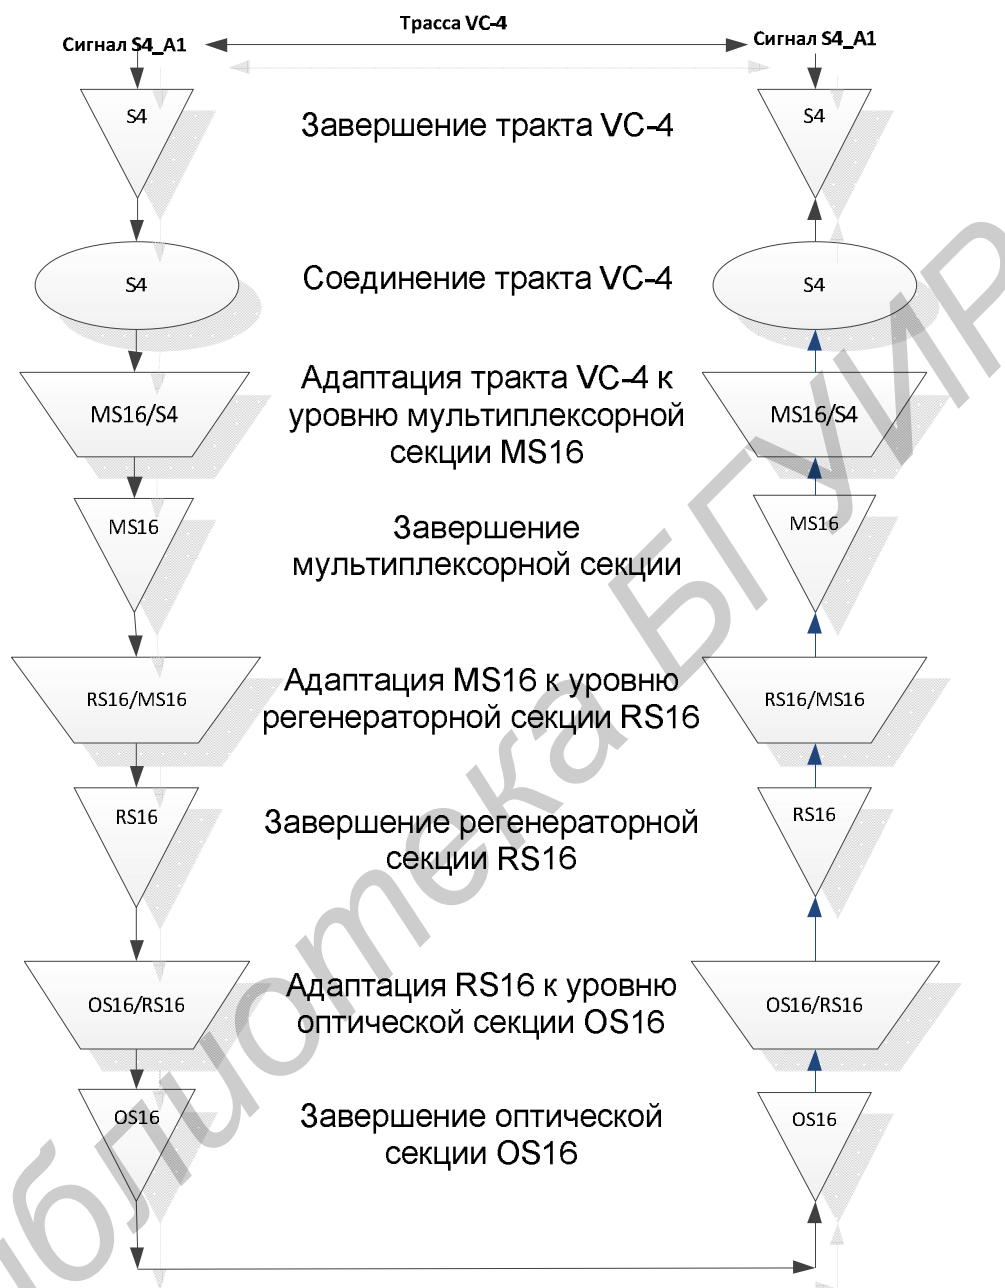 Трасса VC-4
Сигнал S4_A1
Сигнал S4_A1
S4
Завершение тракта VC-4
S4
S4
Соединение тракта VC-4
S4
MS16/S4
Адаптация тракта VC-4 к
уровню мультиплексорной
секции MS16
MS16/S4
MS16
Завершение
мультиплексорной секции
MS16
RS16/MS16
Адаптация MS16 к уровню
регенераторной секции RS16
RS16/MS16
RS16
Завершение регенераторной
секции RS16
RS16
OS16/RS16
Адаптация RS16 к уровню
оптической секции OS16
OS16/RS16
OS16
Завершение оптической
секции OS16
OS16
блиотека БГУИР